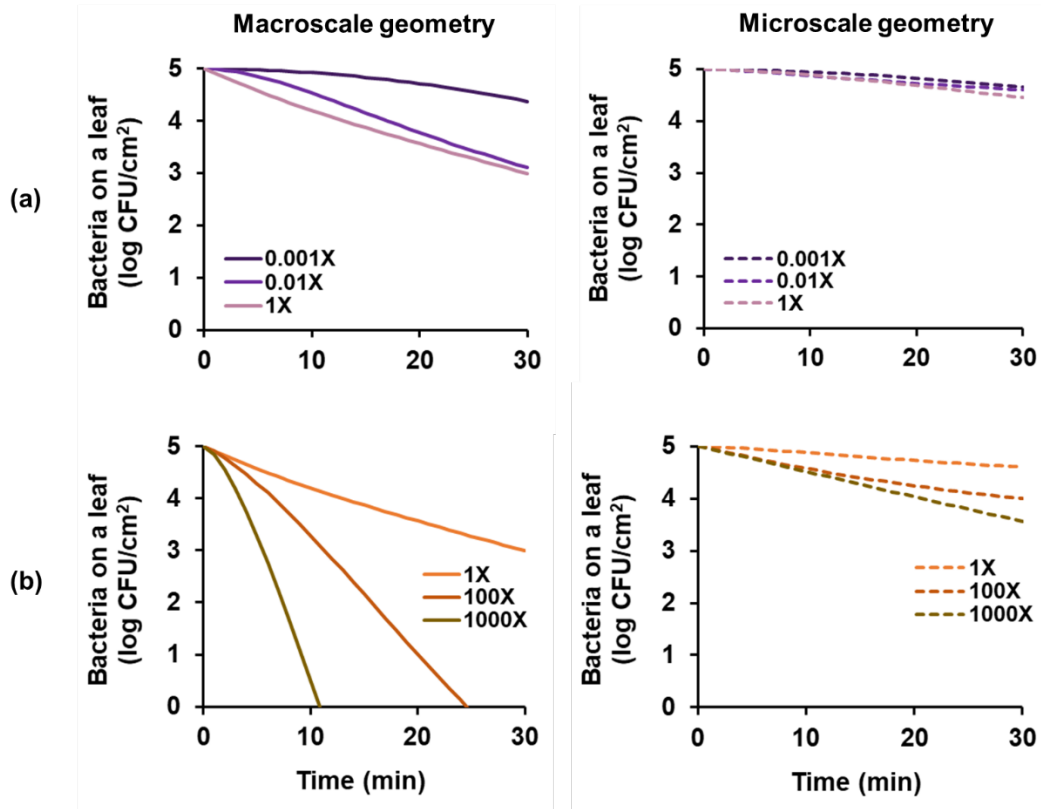 Macroscale geometry
Microscale geometry
(a)
Bacteria on a leaf
(log CFU/cm²)
5
4
3
2
1
0
0.001X
0.01X
1X
0
10
20
30
Bacteria on a leaf
(log CFU/cm²)
5
4
3
2
1
0
0.001X
0.01X
1X
0
10
20
30
(b)
Bacteria on a leaf
(log CFU/cm²)
5
4
3
2
1
0
1X
100X
1000X
0
10
20
30
Time (min)
Bacteria on a leaf
(log CFU/cm²)
5
4
3
2
1
0
1X
100X
1000X
0
10
20
30
Time (min)